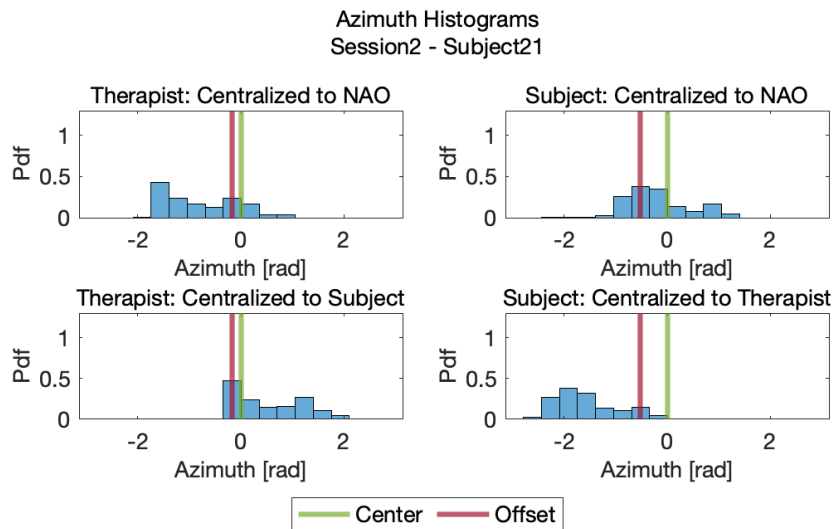 Azimuth Histograms
Session2 - Subject21
Therapist: Centralized to NAO
Pdf
1
0.5
0
-2
0
2
Azimuth [rad]
Subject: Centralized to NAO
Pdf
1
0.5
0
-2
0
2
Azimuth [rad]
Therapist: Centralized to Subject
Pdf
1
0.5
0
-2
0
2
Azimuth [rad]
Subject: Centralized to Therapist
Pdf
1
0.5
0
-2
0
2
Azimuth [rad]
Center
Offset